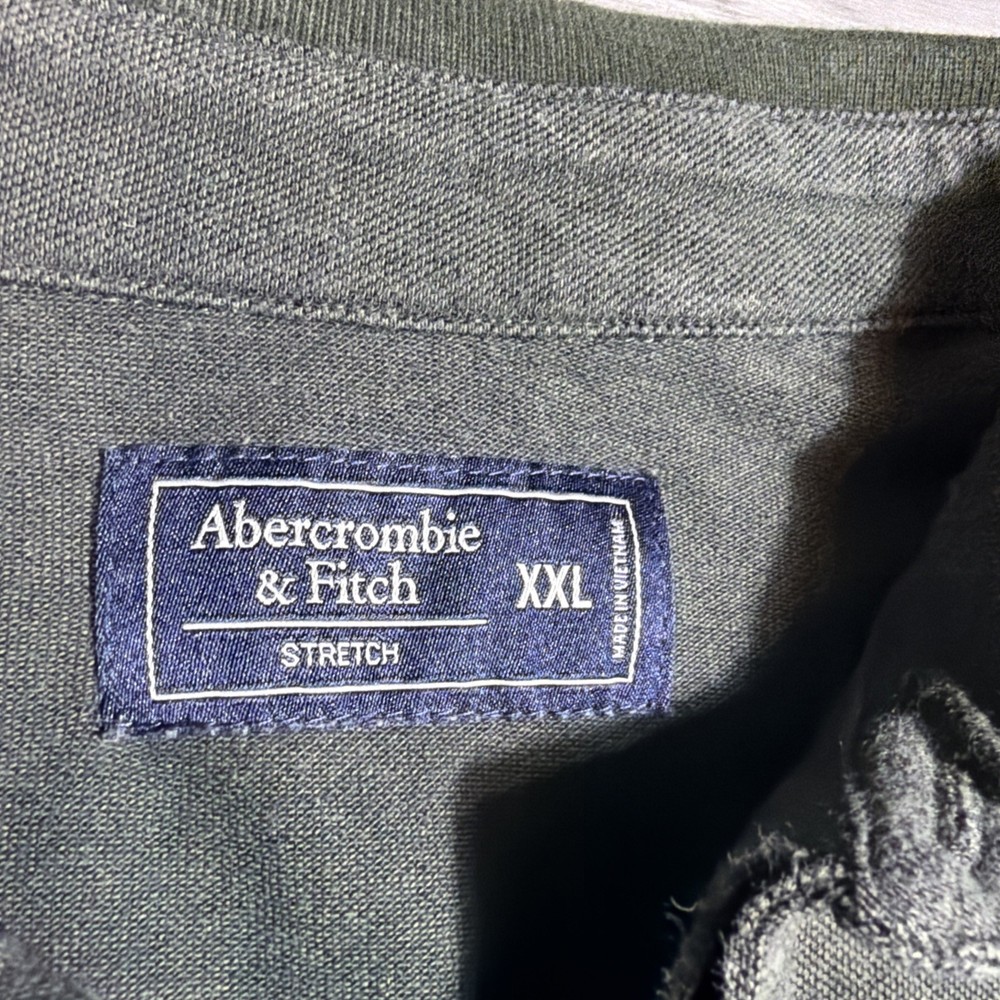 Abercrombie
& Fitch
STRETCH
XXL
MADE IN VIETNAM